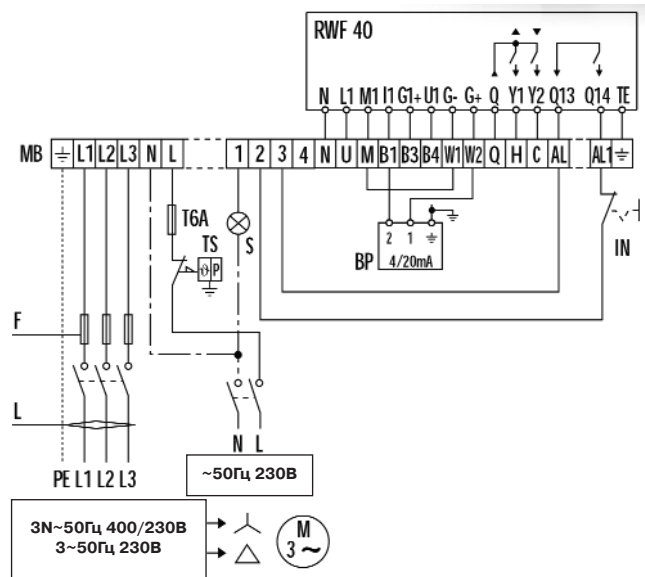 RWF 40
N L1 M1 I1 G1+ U1 G- G+ Q Y1 Y2 Q13 Q14 TE
MB L1 L2 L3 N L 1 2 3 4 N U M B1 B3 B4 W1 W2 Q H C AL AL1
T6A
TS
S
ϑ P
2 1
BP 4/20mA
IN
F
L
N L
PE L1 L2 L3
~50Гц 230В
3N~50Гц 400/230В
3~50Гц 230В
M
3 ~